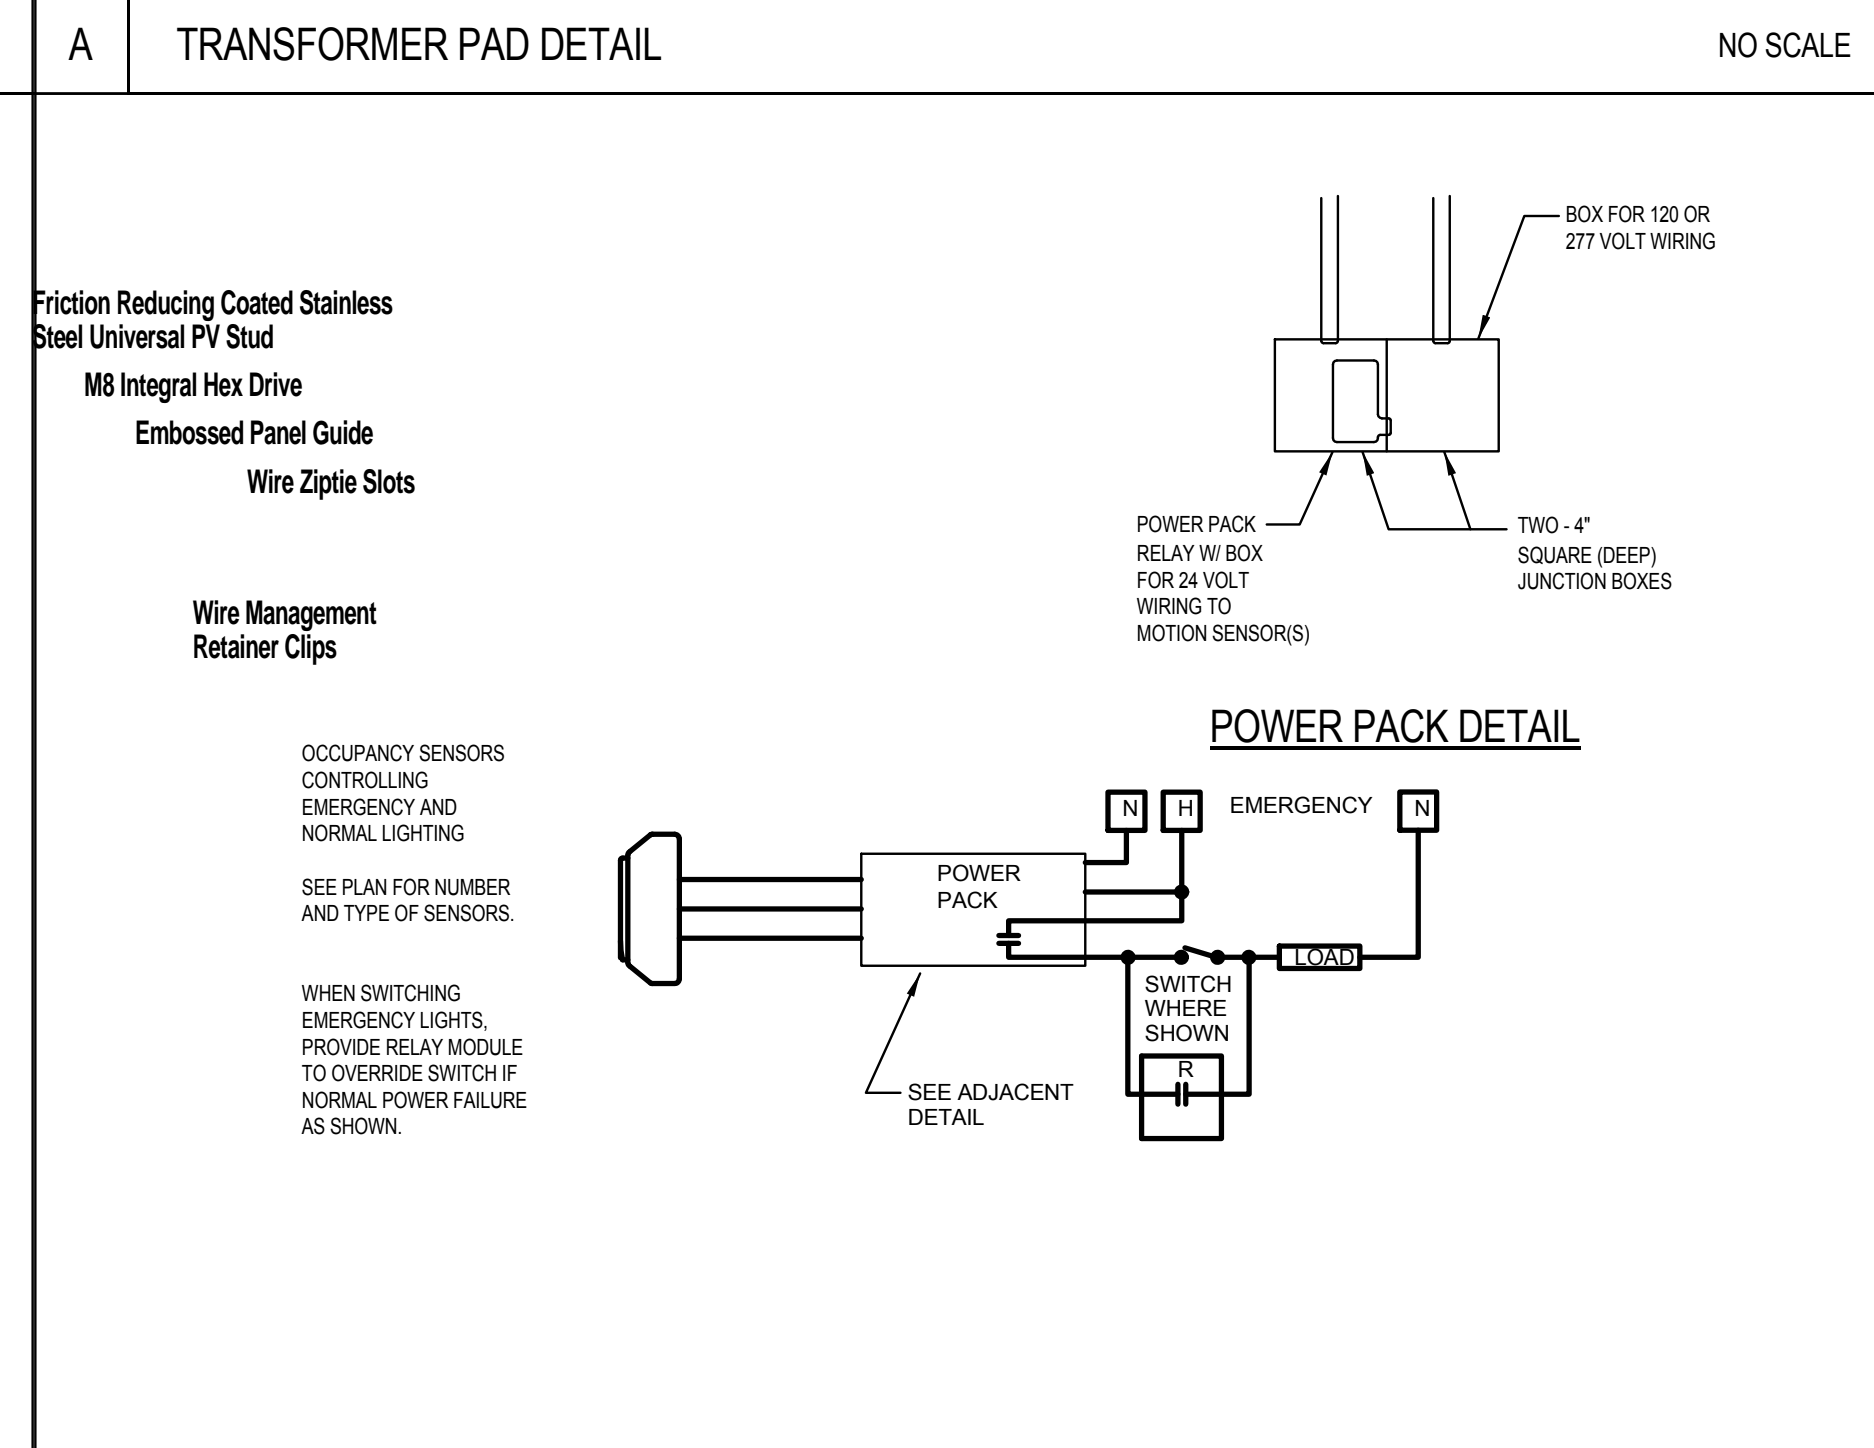 A
TRANSFORMER PAD DETAIL
NO SCALE
BOX FOR 120 OR
277 VOLT WIRING
Friction Reducing Coated Stainless
Steel Universal PV Stud
M8 Integral Hex Drive
Embossed Panel Guide
Wire Ziptie Slots
POWER PACK
RELAY W/ BOX
FOR 24 VOLT
WIRING TO
MOTION SENSOR(S)
TWO - 4"
SQUARE (DEEP)
JUNCTION BOXES
Wire Management
Retainer Clips
POWER PACK DETAIL
OCCUPANCY SENSORS
CONTROLLING
EMERGENCY AND
NORMAL LIGHTING
SEE PLAN FOR NUMBER
AND TYPE OF SENSORS.
WHEN SWITCHING
EMERGENCY LIGHTS,
PROVIDE RELAY MODULE
TO OVERRIDE SWITCH IF
NORMAL POWER FAILURE
AS SHOWN.
N
H
EMERGENCY
N
POWER
PACK
LOAD
SWITCH
WHERE
SHOWN
R
SEE ADJACENT
DETAIL